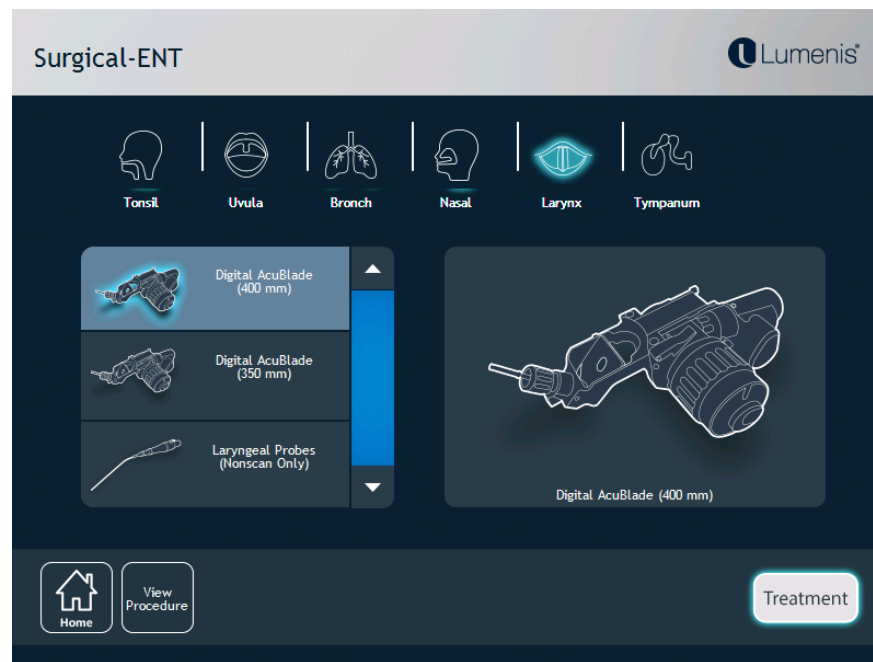 Surgical-ENT
Lumenis®
Tonsil
Uvula
Bronch
Nasal
Larynx
Tympanum
Digital AcuBlade
(400 mm)
Digital AcuBlade
(350 mm)
Laryngeal Probes
(Nonscan Only)
Digital AcuBlade (400 mm)
Home
View
Procedure
Treatment